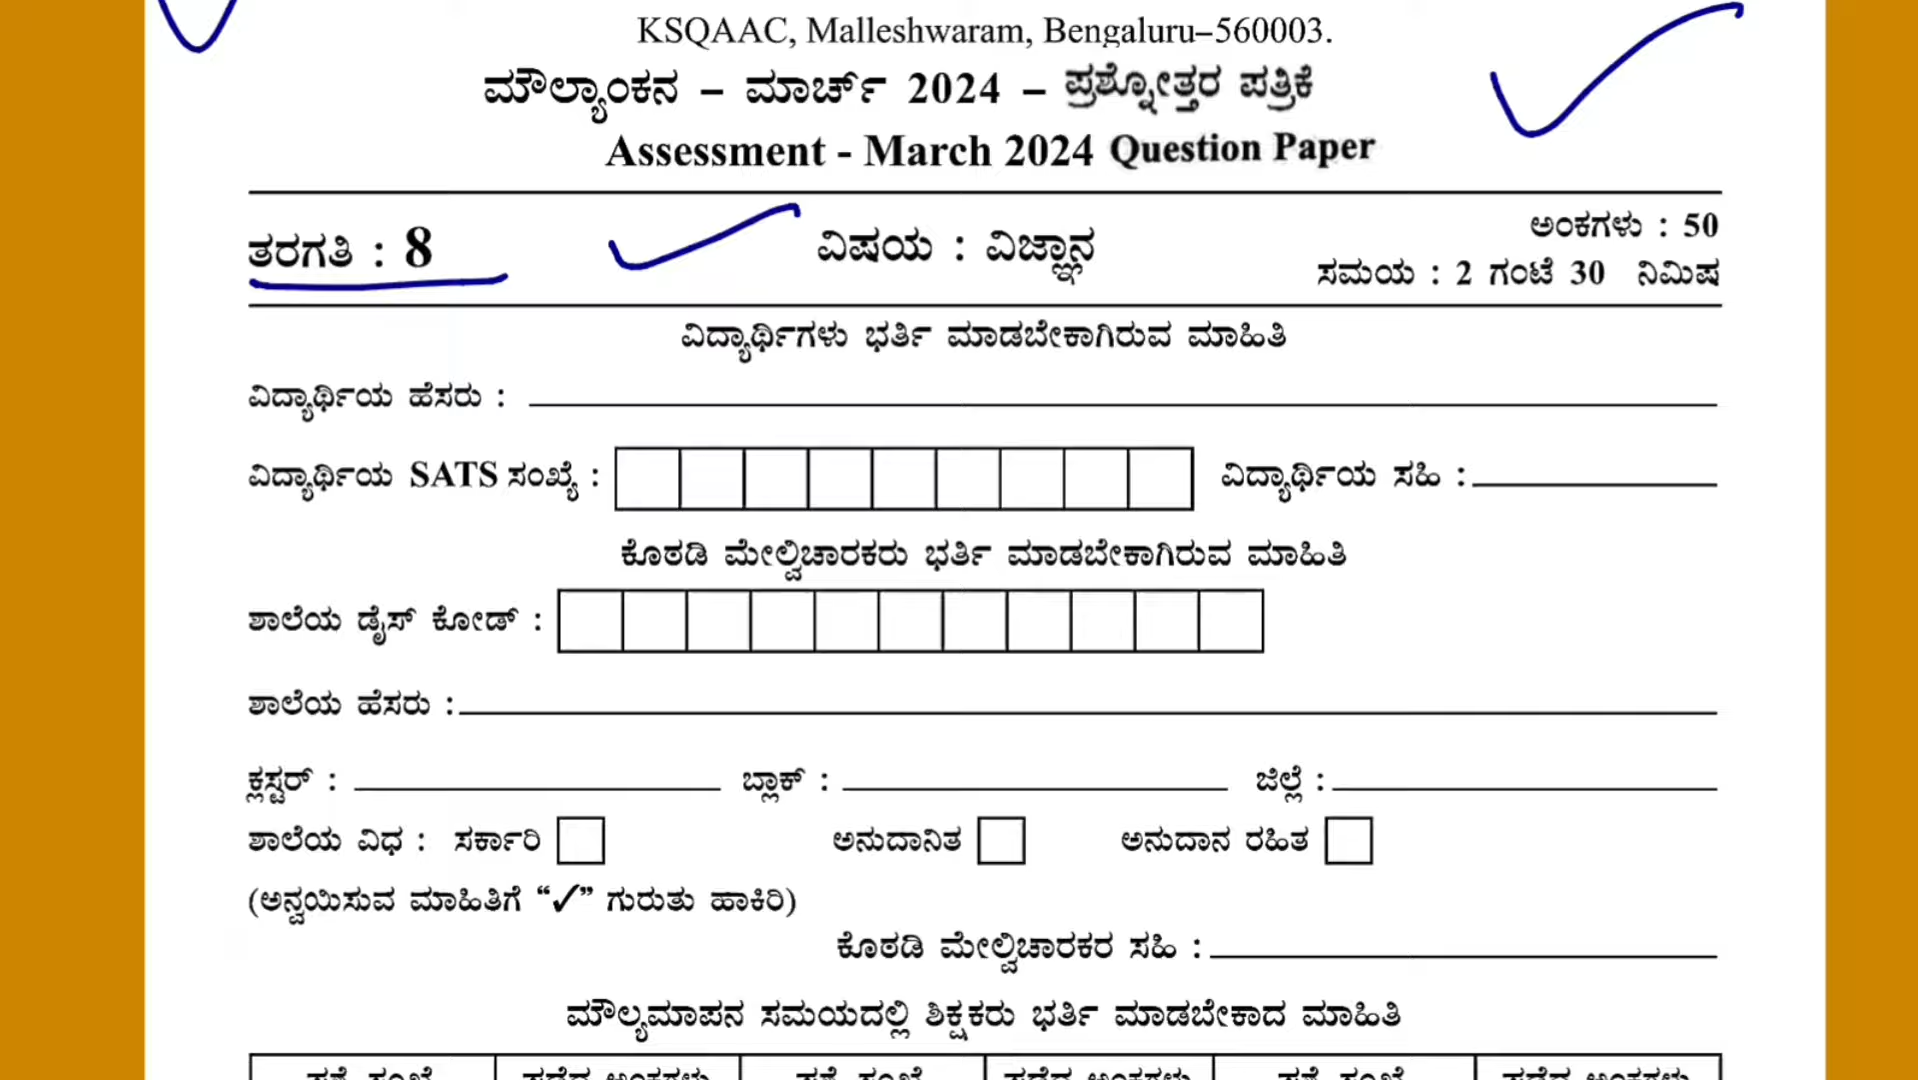 KSQAAC, Malleshwaram, Bengaluru–560003.
ಮೌಲ್ಯಾಂಕನ – ಮಾರ್ಚ್ 2024 – ಪ್ರಶ್ನೋತ್ತರ ಪತ್ರಿಕೆ
Assessment - March 2024 Question Paper
ತರಗತಿ : 8
ವಿಷಯ : ವಿಜ್ಞಾನ
ಅಂಕಗಳು : 50
ಸಮಯ : 2 ಗಂಟೆ 30 ನಿಮಿಷ
ವಿದ್ಯಾರ್ಥಿಗಳು ಭರ್ತಿ ಮಾಡಬೇಕಾಗಿರುವ ಮಾಹಿತಿ
ವಿದ್ಯಾರ್ಥಿಯ ಹೆಸರು :
ವಿದ್ಯಾರ್ಥಿಯ SATS ಸಂಖ್ಯೆ : ವಿದ್ಯಾರ್ಥಿಯ ಸಹಿ :
ಕೊಠಡಿ ಮೇಲ್ವಿಚಾರಕರು ಭರ್ತಿ ಮಾಡಬೇಕಾಗಿರುವ ಮಾಹಿತಿ
ಶಾಲೆಯ ಡೈಸ್ ಕೋಡ್ :
ಶಾಲೆಯ ಹೆಸರು :
ಕ್ಲಸ್ಟರ್ : ಬ್ಲಾಕ್ : ಜಿಲ್ಲೆ :
ಶಾಲೆಯ ವಿಧ : ಸರ್ಕಾರಿ ಅನುದಾನಿತ ಅನುದಾನ ರಹಿತ
(ಅನ್ವಯಿಸುವ ಮಾಹಿತಿಗೆ “✓” ಗುರುತು ಹಾಕಿರಿ)
ಕೊಠಡಿ ಮೇಲ್ವಿಚಾರಕರ ಸಹಿ :
ಮೌಲ್ಯಮಾಪನ ಸಮಯದಲ್ಲಿ ಶಿಕ್ಷಕರು ಭರ್ತಿ ಮಾಡಬೇಕಾದ ಮಾಹಿತಿ